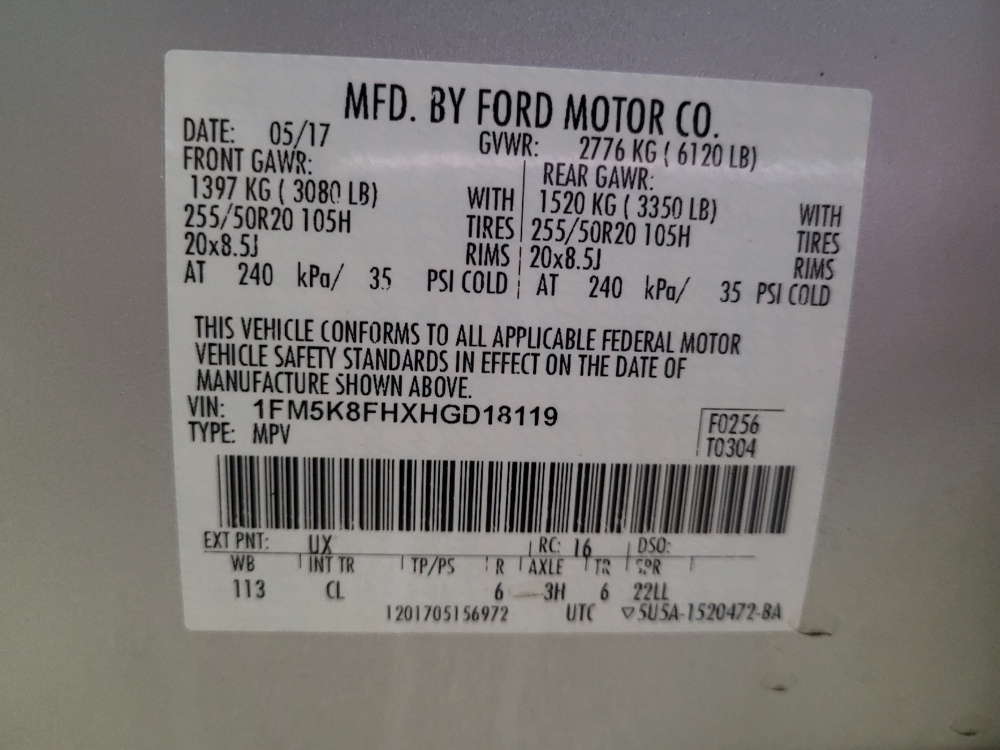 MFD. BY FORD MOTOR CO.
DATE: 05/17 GVWR: 2776 KG ( 6120 LB)
FRONT GAWR: REAR GAWR:
1397 KG ( 3080 LB) WITH 1520 KG ( 3350 LB) WITH
255/50R20 105H TIRES 255/50R20 105H TIRES
20x8.5J RIMS 20x8.5J RIMS
AT 240 kPa/ 35 PSI COLD AT 240 kPa/ 35 PSI COLD
THIS VEHICLE CONFORMS TO ALL APPLICABLE FEDERAL MOTOR
VEHICLE SAFETY STANDARDS IN EFFECT ON THE DATE OF
MANUFACTURE SHOWN ABOVE.
VIN: 1FM5K8FHXHGD18119
TYPE: MPV
F0256
T0304
EXT PNT: UX RC: 16 DSO:
WB INT TR TP/PS R AXLE TR SPR
113 CL 6 3H 6 22LL
1201705156972 UTC ▽5U5A-1520472-BA